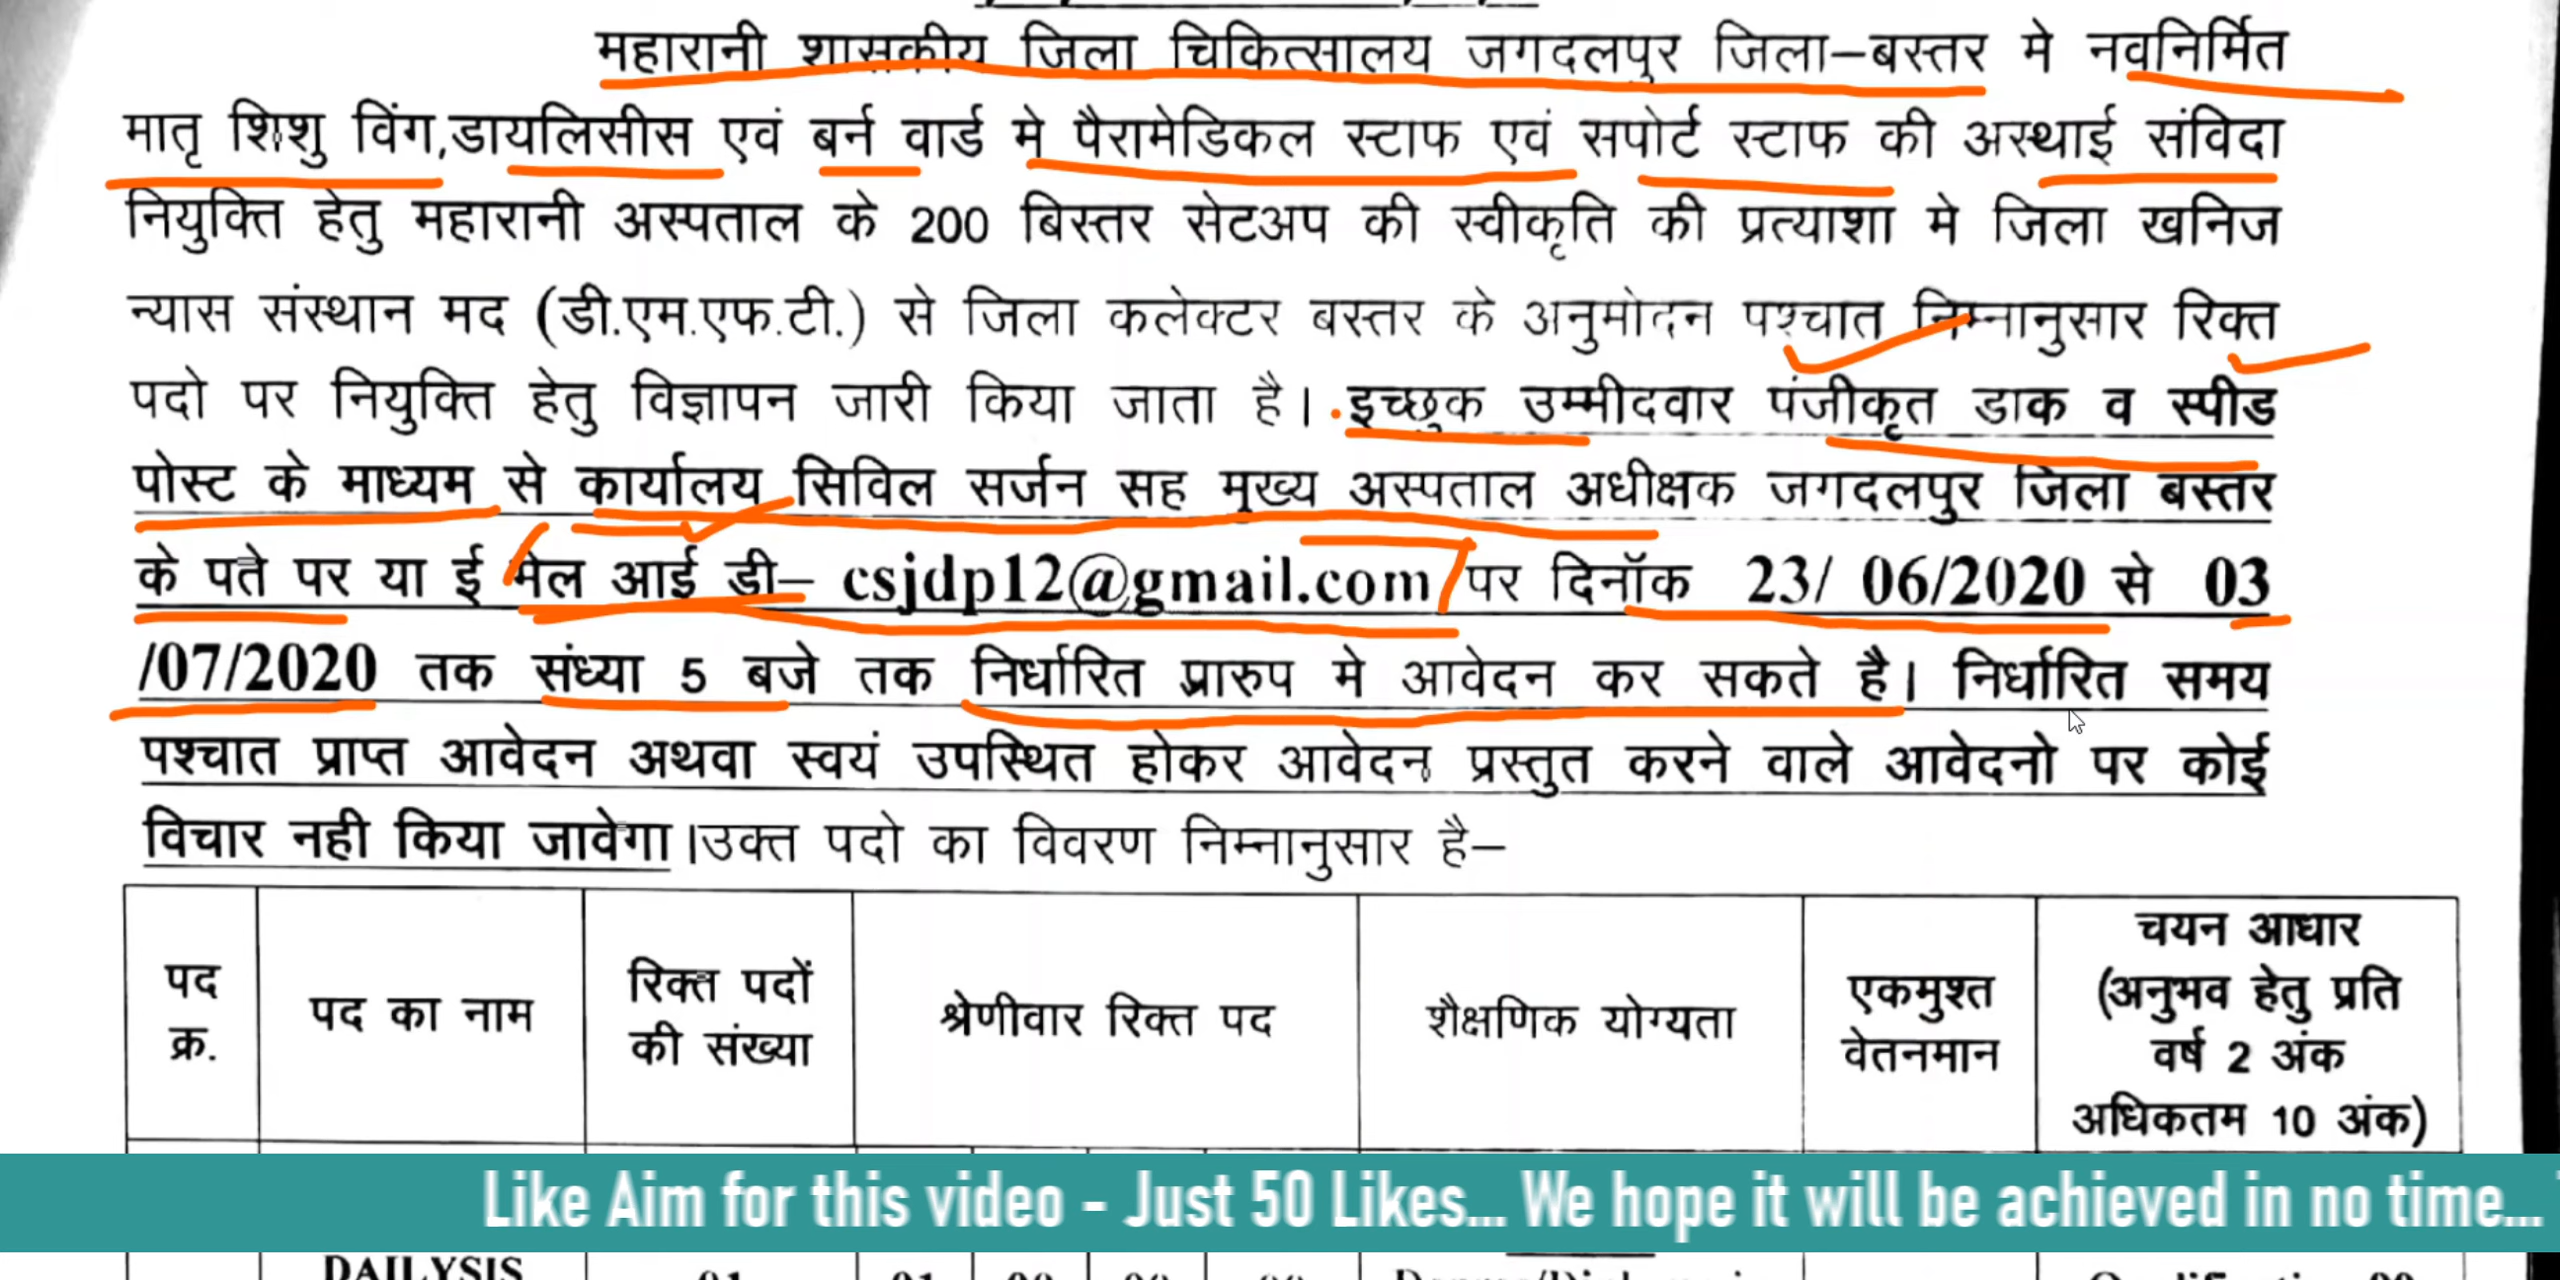 महारानी शासकीय जिला चिकित्सालय जगदलपुर जिला–बस्तर मे नवनिर्मित
मातृ शिशु विंग,डायलिसीस एवं बर्न वार्ड मे पैरामेडिकल स्टाफ एवं सपोर्ट स्टाफ की अस्थाई संविदा
नियुक्ति हेतु महारानी अस्पताल के 200 बिस्तर सेटअप की स्वीकृति की प्रत्याशा मे जिला खनिज
न्यास संस्थान मद (डी.एम.एफ.टी.) से जिला कलेक्टर बस्तर के अनुमोदन पश्चात निम्नानुसार रिक्त
पदो पर नियुक्ति हेतु विज्ञापन जारी किया जाता है। इच्छुक उम्मीदवार पंजीकृत डाक व स्पीड
पोस्ट के माध्यम से कार्यालय सिविल सर्जन सह मुख्य अस्पताल अधीक्षक जगदलपुर जिला बस्तर
के पते पर या ई मेल आई डी– csjdp12@gmail.com पर दिनॉक 23/ 06/2020 से 03
/07/2020 तक संध्या 5 बजे तक निर्धारित प्रारुप मे आवेदन कर सकते है। निर्धारित समय
पश्चात प्राप्त आवेदन अथवा स्वयं उपस्थित होकर आवेदन प्रस्तुत करने वाले आवेदनो पर कोई
विचार नही किया जावेगा।उक्त पदो का विवरण निम्नानुसार है–
पद क्र.
पद का नाम
रिक्त पदों की संख्या
श्रेणीवार रिक्त पद
शैक्षणिक योग्यता
एकमुश्त वेतनमान
चयन आधार (अनुभव हेतु प्रति वर्ष 2 अंक अधिकतम 10 अंक)
Like Aim for this video - Just 50 Likes... We hope it will be achieved in no time...
DAILYSIS